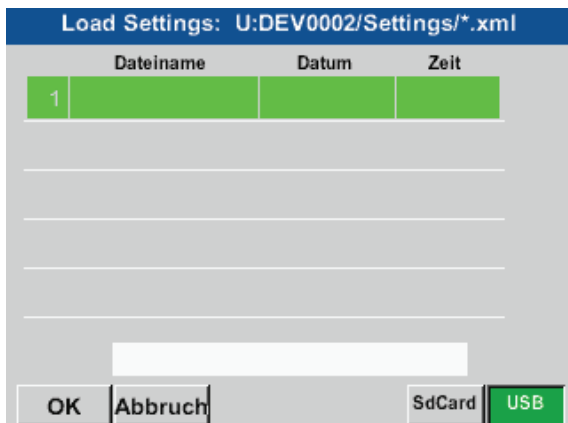 Load Settings: U:DEV0002/Settings/*.xml
Dateiname Datum Zeit
1
OK Abbruch SdCard USB